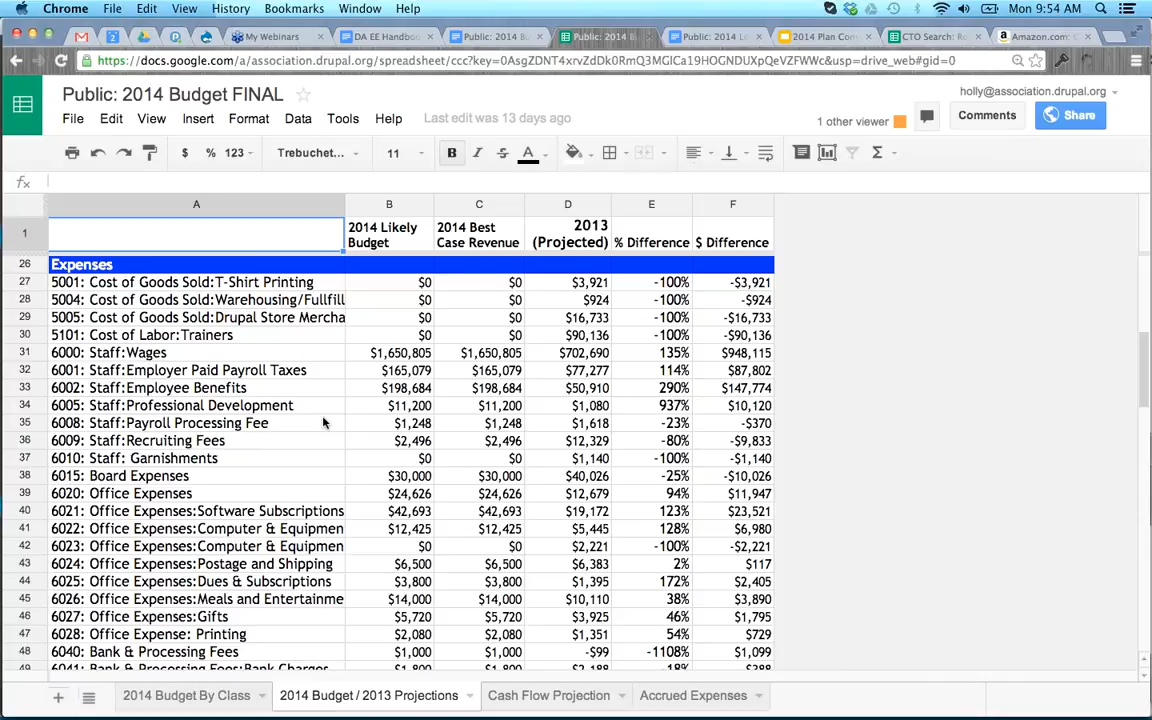 Chrome File Edit View History Bookmarks Window Help Mon 9:54 AM
My Webinars DA EE Handbo Public: 2014 Bu Public: 2014 B Public: 2014 L 2014 Plan Con CTO Search: Ro Amazon.com:
https://docs.google.com/a/association.drupal.org/spreadsheet/ccc?key=0AsgZDNT4xrvZdDk0RmQ3MGlCa19HOGNDUXpQeVZFWWc&usp=drive_web#gid=0
Public: 2014 Budget FINAL
holly@association.drupal.org
File Edit View Insert Format Data Tools Help Last edit was 13 days ago
1 other viewer Comments Share
$ % 123 Trebuchet... 11 B I S A Σ
fx
A B C D E F
1 2014 Likely Budget 2014 Best Case Revenue 2013 (Projected) % Difference $ Difference
26 Expenses
27 5001: Cost of Goods Sold:T-Shirt Printing $0 $0 $3,921 -100% -$3,921
28 5004: Cost of Goods Sold:Warehousing/Fullfill $0 $0 $924 -100% -$924
29 5005: Cost of Goods Sold:Drupal Store Mercha $0 $0 $16,733 -100% -$16,733
30 5101: Cost of Labor:Trainers $0 $0 $90,136 -100% -$90,136
31 6000: Staff:Wages $1,650,805 $1,650,805 $702,690 135% $948,115
32 6001: Staff:Employer Paid Payroll Taxes $165,079 $165,079 $77,277 114% $87,802
33 6002: Staff:Employee Benefits $198,684 $198,684 $50,910 290% $147,774
34 6005: Staff:Professional Development $11,200 $11,200 $1,080 937% $10,120
35 6008: Staff:Payroll Processing Fee $1,248 $1,248 $1,618 -23% -$370
36 6009: Staff:Recruiting Fees $2,496 $2,496 $12,329 -80% -$9,833
37 6010: Staff: Garnishments $0 $0 $1,140 -100% -$1,140
38 6015: Board Expenses $30,000 $30,000 $40,026 -25% -$10,026
39 6020: Office Expenses $24,626 $24,626 $12,679 94% $11,947
40 6021: Office Expenses:Software Subscriptions $42,693 $42,693 $19,172 123% $23,521
41 6022: Office Expenses:Computer & Equipmen $12,425 $12,425 $5,445 128% $6,980
42 6023: Office Expenses:Computer & Equipmen $0 $0 $2,221 -100% -$2,221
43 6024: Office Expenses:Postage and Shipping $6,500 $6,500 $6,383 2% $117
44 6025: Office Expenses:Dues & Subscriptions $3,800 $3,800 $1,395 172% $2,405
45 6026: Office Expenses:Meals and Entertainme $14,000 $14,000 $10,110 38% $3,890
46 6027: Office Expenses:Gifts $5,720 $5,720 $3,925 46% $1,795
47 6028: Office Expense: Printing $2,080 $2,080 $1,351 54% $729
48 6040: Bank & Processing Fees $1,000 $1,000 -$99 -1108% $1,099
49 6041: Bank & Processing Fees:Bank Charges $1,800 $1,800 $2,188 -18% -$388
2014 Budget By Class 2014 Budget / 2013 Projections Cash Flow Projection Accrued Expenses